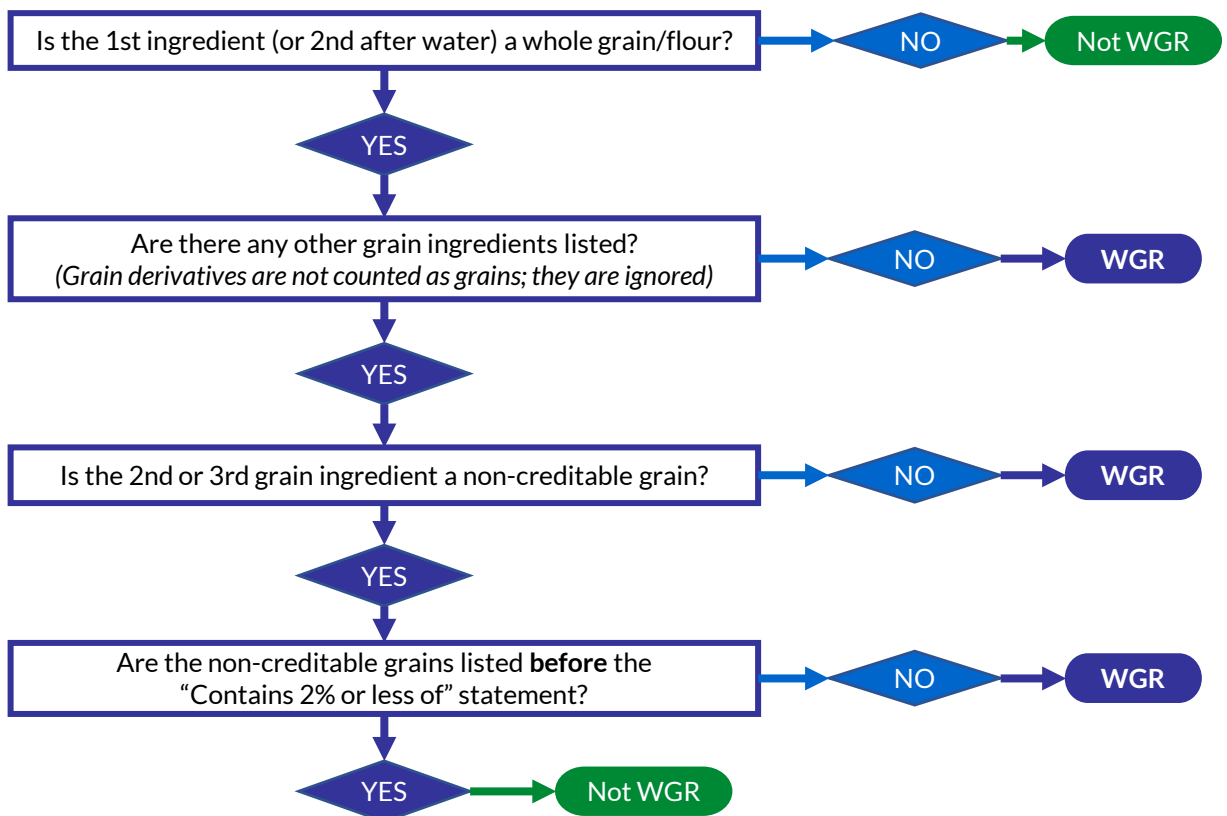 Is the 1st ingredient (or 2nd after water) a whole grain/flour?
NO
Not WGR
YES
Are there any other grain ingredients listed?
(Grain derivatives are not counted as grains; they are ignored)
NO
WGR
YES
Is the 2nd or 3rd grain ingredient a non-creditable grain?
NO
WGR
YES
Are the non-creditable grains listed before the
“Contains 2% or less of” statement?
NO
WGR
YES
Not WGR